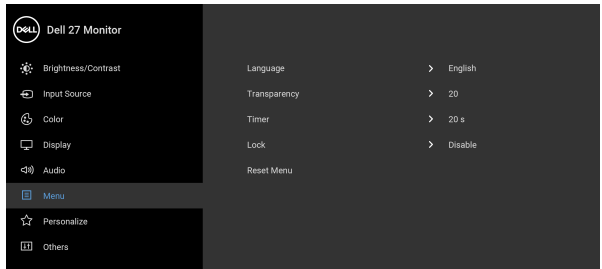 DELL Dell 27 Monitor
Brightness/Contrast
Language > English
Input Source
Transparency > 20
Color
Timer > 20 s
Display
Lock > Disable
Audio
Reset Menu
Menu
Personalize
Others